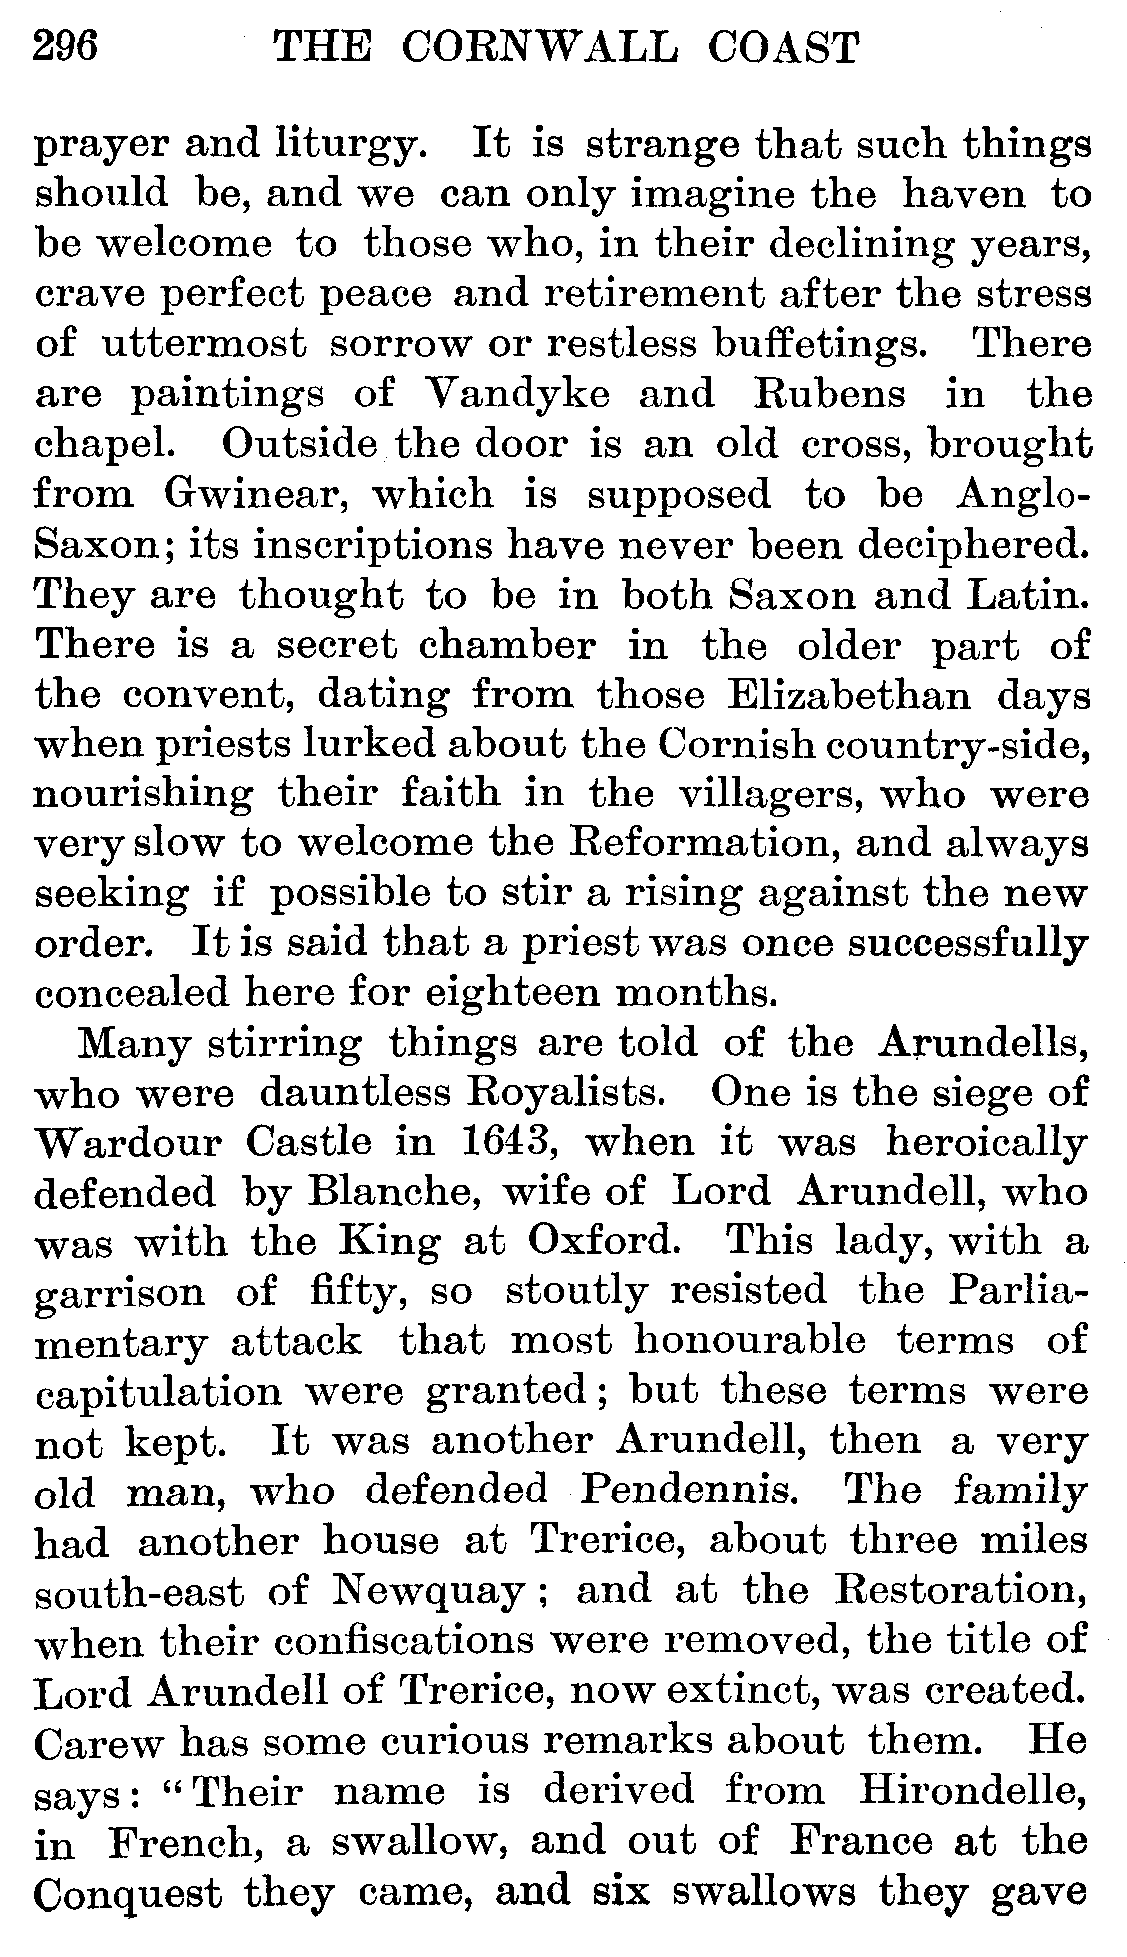 296 THE CORNWALL COAST
prayer and liturgy. It is strange that such things
should be, and we can only imagine the haven to
be welcome to those who, in their declining years,
crave perfect peace and retirement after the stress
of uttermost sorrow or restless buffetings. There
are paintings of Vandyke and Rubens in the
chapel. Outside the door is an old cross, brought
from Gwinear, which is supposed to be Anglo-
Saxon; its inscriptions have never been deciphered.
They are thought to be in both Saxon and Latin.
There is a secret chamber in the older part of
the convent, dating from those Elizabethan days
when priests lurked about the Cornish country-side,
nourishing their faith in the villagers, who were
very slow to welcome the Reformation, and always
seeking if possible to stir a rising against the new
order. It is said that a priest was once successfully
concealed here for eighteen months.
Many stirring things are told of the Arundells,
who were dauntless Royalists. One is the siege of
Wardour Castle in 1643, when it was heroically
defended by Blanche, wife of Lord Arundell, who
was with the King at Oxford. This lady, with a
garrison of fifty, so stoutly resisted the Parlia-
mentary attack that most honourable terms of
capitulation were granted; but these terms were
not kept. It was another Arundell, then a very
old man, who defended Pendennis. The family
had another house at Trerice, about three miles
south-east of Newquay; and at the Restoration,
when their confiscations were removed, the title of
Lord Arundell of Trerice, now extinct, was created.
Carew has some curious remarks about them. He
says: "Their name is derived from Hirondelle,
in French, a swallow, and out of France at the
Conquest they came, and six swallows they gave